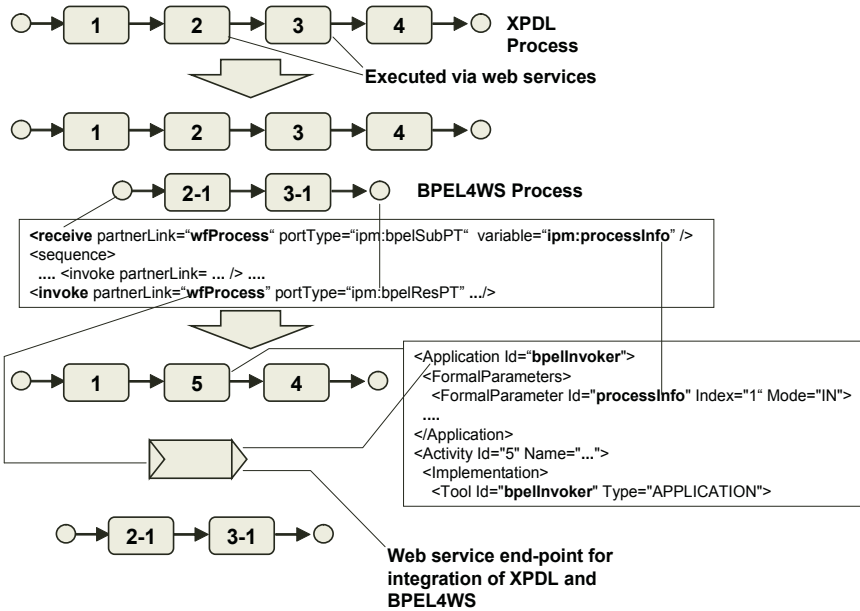 1 2 3 4 XPDL
Process
Executed via web services
1 2 3 4
2-1 3-1 BPEL4WS Process
<receive partnerLink=“wfProcess“ portType=“ipm:bpelSubPT“ variable=“ipm:processInfo” />
<sequence>
.... <invoke partnerLink= ... /> ....
<invoke partnerLink=“wfProcess” portType=“ipm:bpelResPT” .../>
1 5 4
<Application Id=“bpelInvoker">
<FormalParameters>
<FormalParameter Id="processInfo" Index="1“ Mode="IN">
....
</Application>
<Activity Id="5" Name="...">
<Implementation>
<Tool Id="bpelInvoker" Type="APPLICATION">
2-1 3-1
Web service end-point for
integration of XPDL and
BPEL4WS